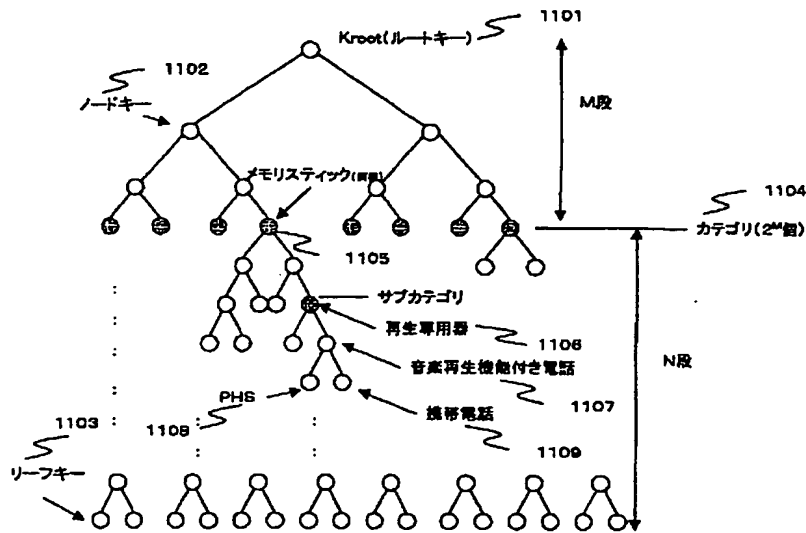 1101
Kroot(ルートキー)
1102
ノードキー
M段
メモリスティック(商標)
1104
カテゴリ(2ᴹ個)
1105
サブカテゴリ
再生専用器
1106
N段
音楽再生機能付き電話
1107
PHS
1108
携帯電話
1103
1109
リーフキー